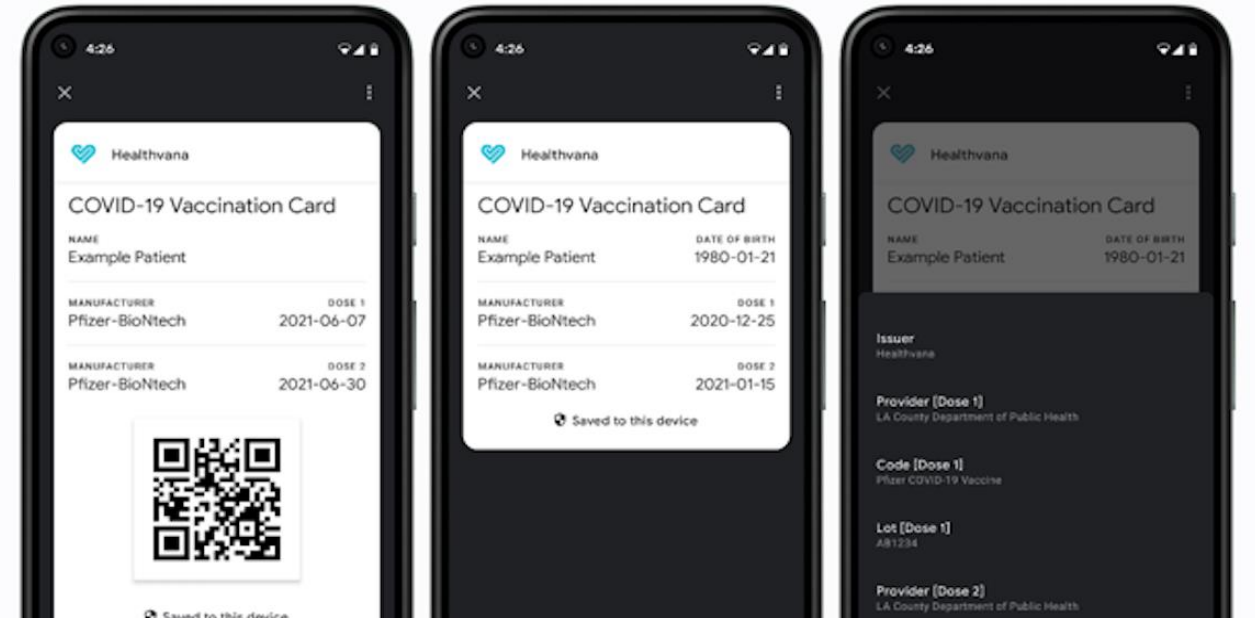 4:26
Healthvana
COVID-19 Vaccination Card
NAME
Example Patient
MANUFACTURER DOSE 1
Pfizer-BioNtech 2021-06-07
MANUFACTURER DOSE 2
Pfizer-BioNtech 2021-06-30
Saved to this device
4:26
Healthvana
COVID-19 Vaccination Card
NAME DATE OF BIRTH
Example Patient 1980-01-21
MANUFACTURER DOSE 1
Pfizer-BioNtech 2020-12-25
MANUFACTURER DOSE 2
Pfizer-BioNtech 2021-01-15
Saved to this device
4:26
Healthvana
COVID-19 Vaccination Card
NAME DATE OF BIRTH
Example Patient 1980-01-21
Issuer
Healthvana
Provider [Dose 1]
LA County Department of Public Health
Code [Dose 1]
Pfizer COVID-19 Vaccine
Lot [Dose 1]
AB1234
Provider [Dose 2]
LA County Department of Public Health